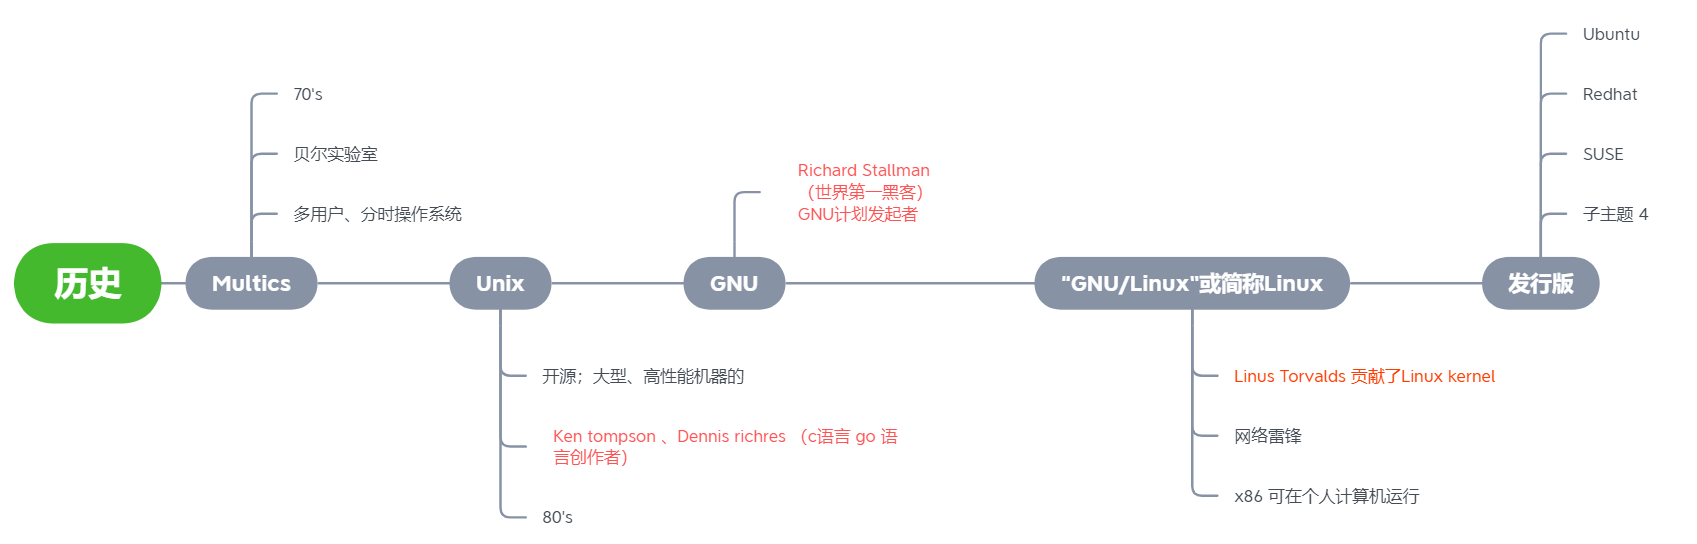 历史
Multics
70's
贝尔实验室
多用户、分时操作系统
Unix
开源；大型、高性能机器的
Ken tompson 、Dennis richres （c语言 go 语
言创作者）
80's
GNU
Richard Stallman
（世界第一黑客）
GNU计划发起者
"GNU/Linux"或简称Linux
Linus Torvalds 贡献了Linux kernel
网络雷锋
x86 可在个人计算机运行
发行版
Ubuntu
Redhat
SUSE
子主题 4